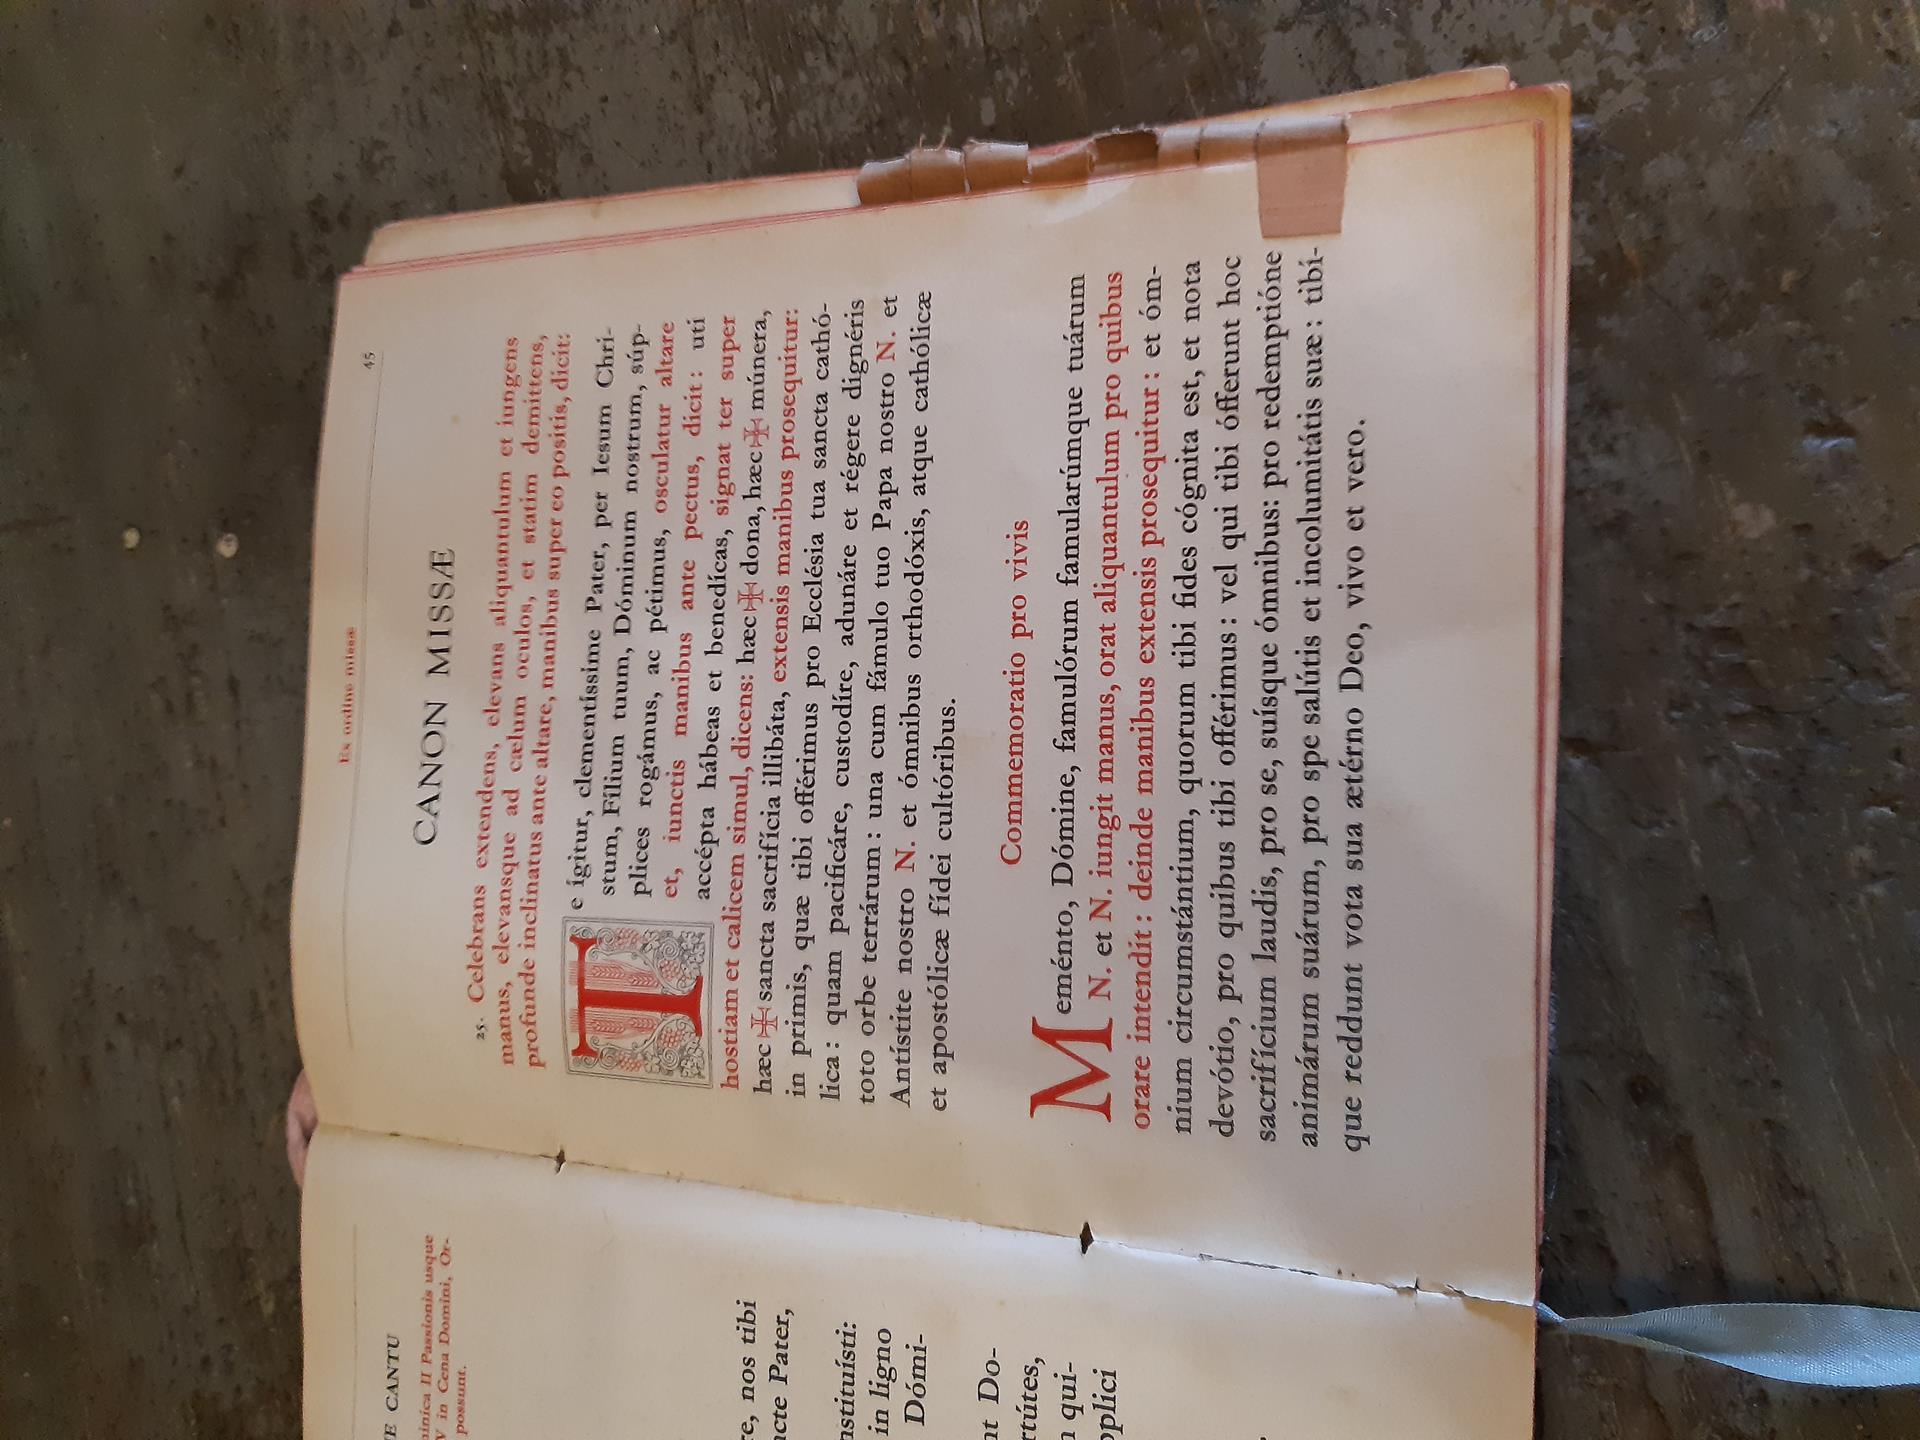 E CANTU
minica II Passionis usque
V in Cena Domini, Or-
possunt.
re, nos tibi
ncte Pater,
nstituísti:
in ligno
Dómi-
nt Do-
rtútes,
n qui-
pplici
Ex ordine missæ
45
CANON MISSÆ
25. Celebrans extendens, elevans aliquantulum et iungens
manus, elevansque ad cælum oculos, et statim demittens,
profunde inclinatus ante altare, manibus super eo positis, dicit:
Te ígitur, clementíssime Pater, per Iesum Chri-
stum, Fílium tuum, Dóminum nostrum, súp-
plices rogámus, ac pétimus, osculatur altare
et, iunctis manibus ante pectus, dicit: uti
accépta hábeas et benedícas, signat ter super
hostiam et calicem simul, dicens: hæc ✠ dona, hæc ✠ múnera,
hæc ✠ sancta sacrifícia illibáta, extensis manibus prosequitur:
in primis, quæ tibi offérimus pro Ecclésia tua sancta cathó-
lica: quam pacificáre, custodíre, adunáre et régere dignéris
toto orbe terrárum: una cum fámulo tuo Papa nostro N. et
Antístite nostro N. et ómnibus orthodóxis, atque cathólicæ
et apostólicæ fídei cultóribus.
Commemoratio pro vivis
Meménto, Dómine, famulórum famularúmque tuárum
N. et N. iungit manus, orat aliquantulum pro quibus
orare intendit: deinde manibus extensis prosequitur: et óm-
nium circumstántium, quorum tibi fides cógnita est, et nota
devótio, pro quibus tibi offérimus: vel qui tibi ófferunt hoc
sacrifícium laudis, pro se, suísque ómnibus: pro redemptióne
animárum suárum, pro spe salútis et incolumitátis suæ: tibí-
que reddunt vota sua ætérno Deo, vivo et vero.